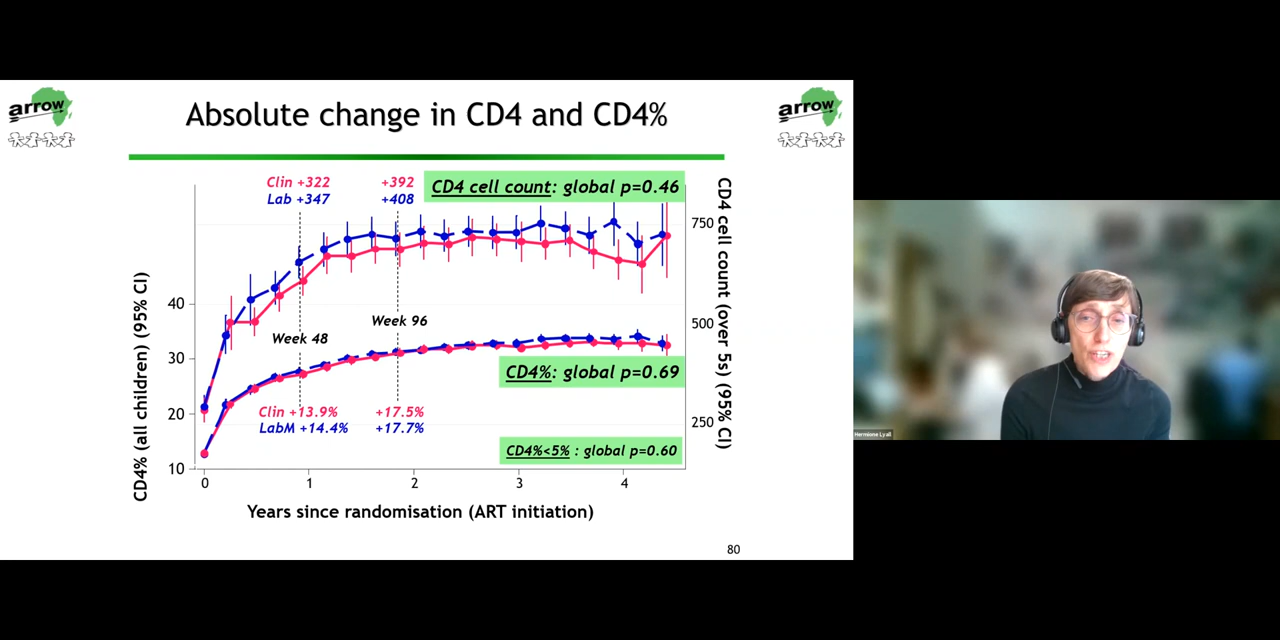 arrow
Absolute change in CD4 and CD4%
arrow
Clin +322
Lab +347
+392
+408
CD4 cell count: global p=0.46
CD4% (all children) (95% CI)
40
30
20
10
Week 48
Week 96
CD4%: global p=0.69
Clin +13.9%
LabM +14.4%
+17.5%
+17.7%
CD4%<5% : global p=0.60
750
500
250
CD4 cell count (over 5s) (95% CI)
0
1
2
3
4
Years since randomisation (ART initiation)
80
Hermione Lyall